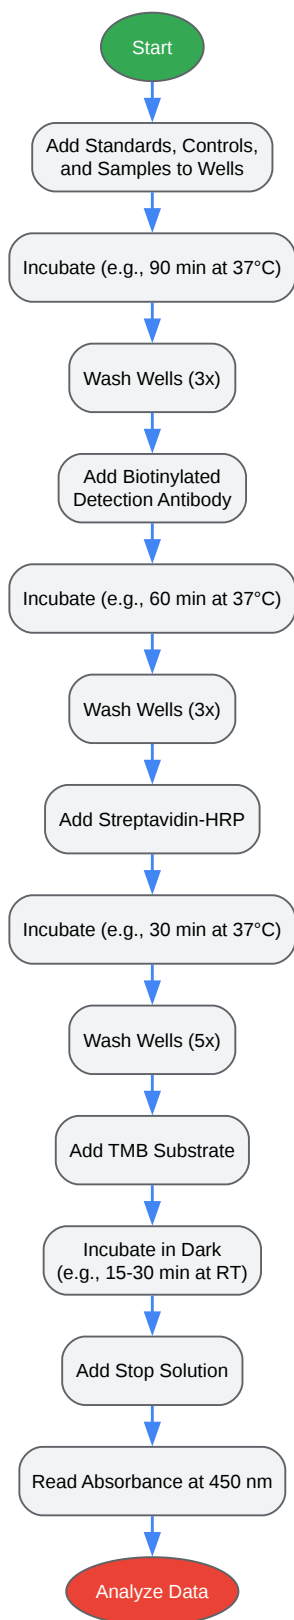 Start
Add Standards, Controls,
and Samples to Wells
Incubate (e.g., 90 min at 37°C)
Wash Wells (3x)
Add Biotinylated
Detection Antibody
Incubate (e.g., 60 min at 37°C)
Wash Wells (3x)
Add Streptavidin-HRP
Incubate (e.g., 30 min at 37°C)
Wash Wells (5x)
Add TMB Substrate
Incubate in Dark
(e.g., 15-30 min at RT)
Add Stop Solution
Read Absorbance at 450 nm
Analyze Data